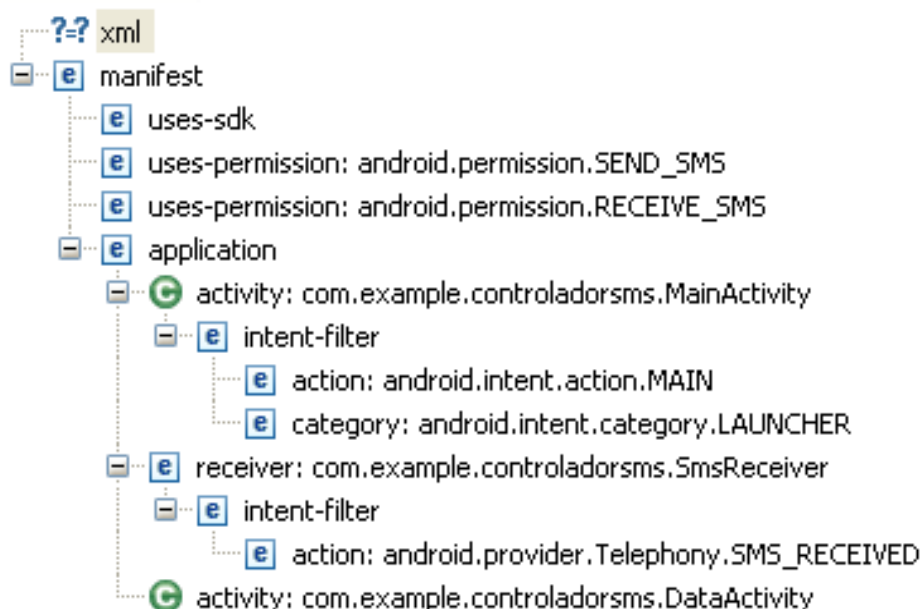 ?=? xml
e manifest
e uses-sdk
e uses-permission: android.permission.SEND_SMS
e uses-permission: android.permission.RECEIVE_SMS
e application
C activity: com.example.controladorsms.MainActivity
e intent-filter
e action: android.intent.action.MAIN
e category: android.intent.category.LAUNCHER
e receiver: com.example.controladorsms.SmsReceiver
e intent-filter
e action: android.provider.Telephony.SMS_RECEIVED
C activity: com.example.controladorsms.DataActivity